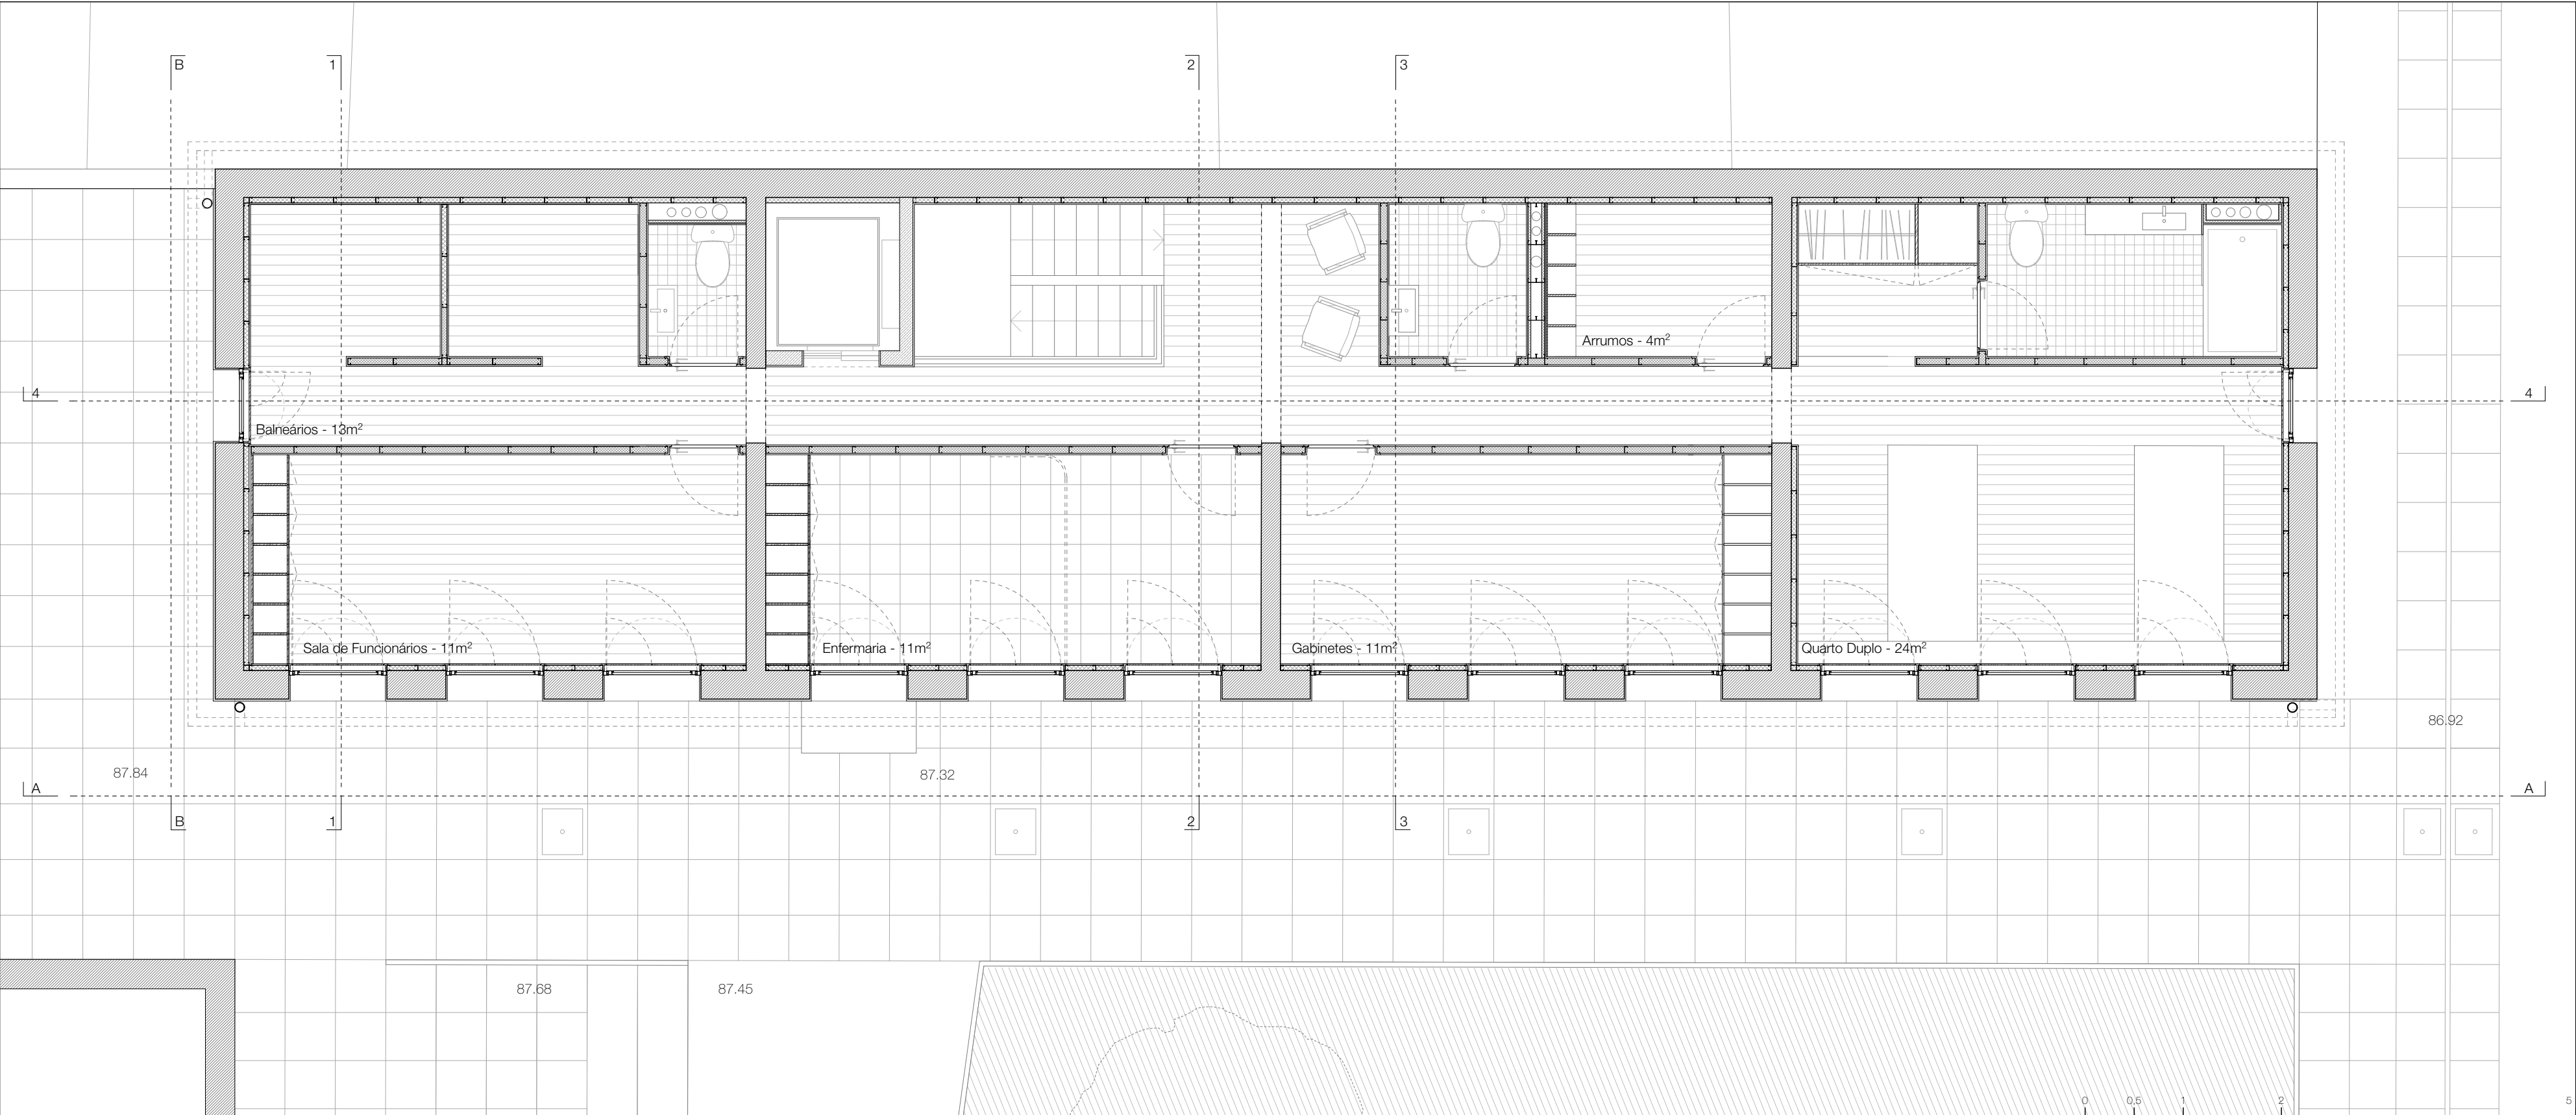 B
1
2
3
Arrumos - 4m²
4
4
Balneários - 13m²
Sala de Funcionários - 11m²
Enfermaria - 11m²
Gabinetes - 11m²
Quarto Duplo - 24m²
86.92
87.84
87.32
A
A
B
1
2
3
87.68
87.45
0
0,5
1
2
5